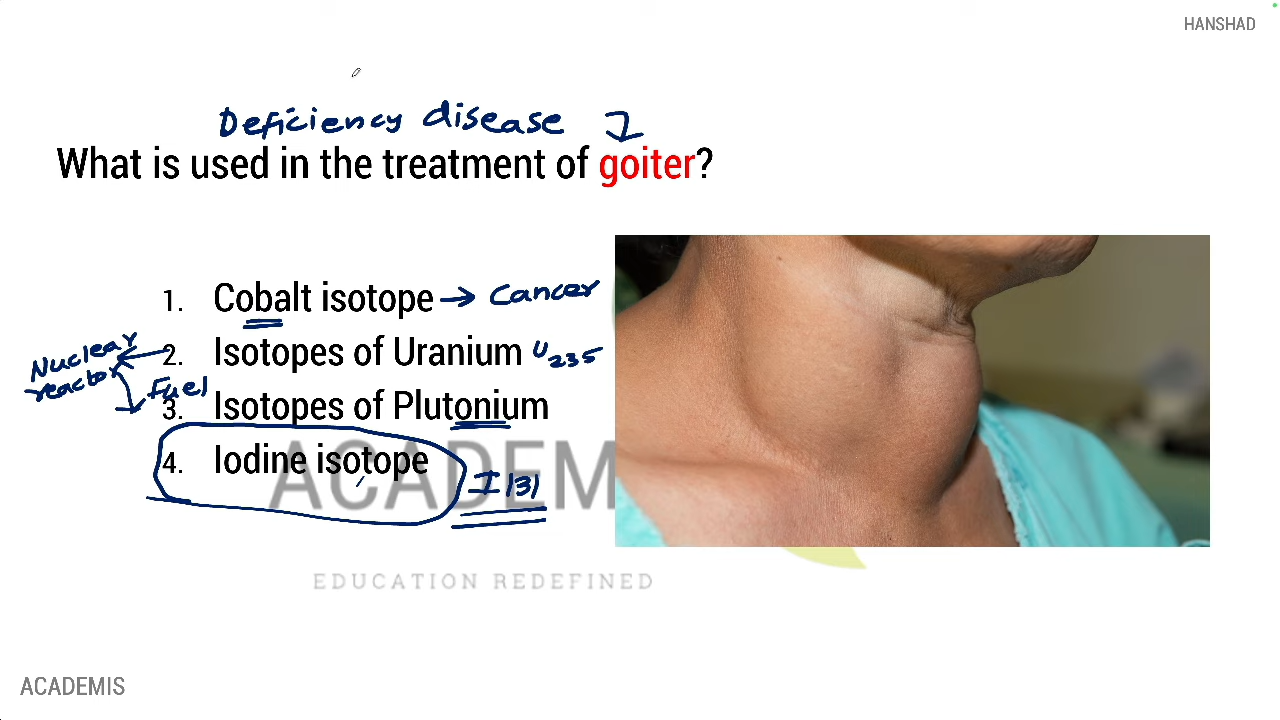 HANSHAD
Deficiency disease I
What is used in the treatment of goiter?
1. Cobalt isotope → Cancer
2. Isotopes of Uranium U235
Nuclear reactor
Fuel
3. Isotopes of Plutonium
4. Iodine isotope
I 131
ACADEM
EDUCATION REDEFINED
ACADEMIS